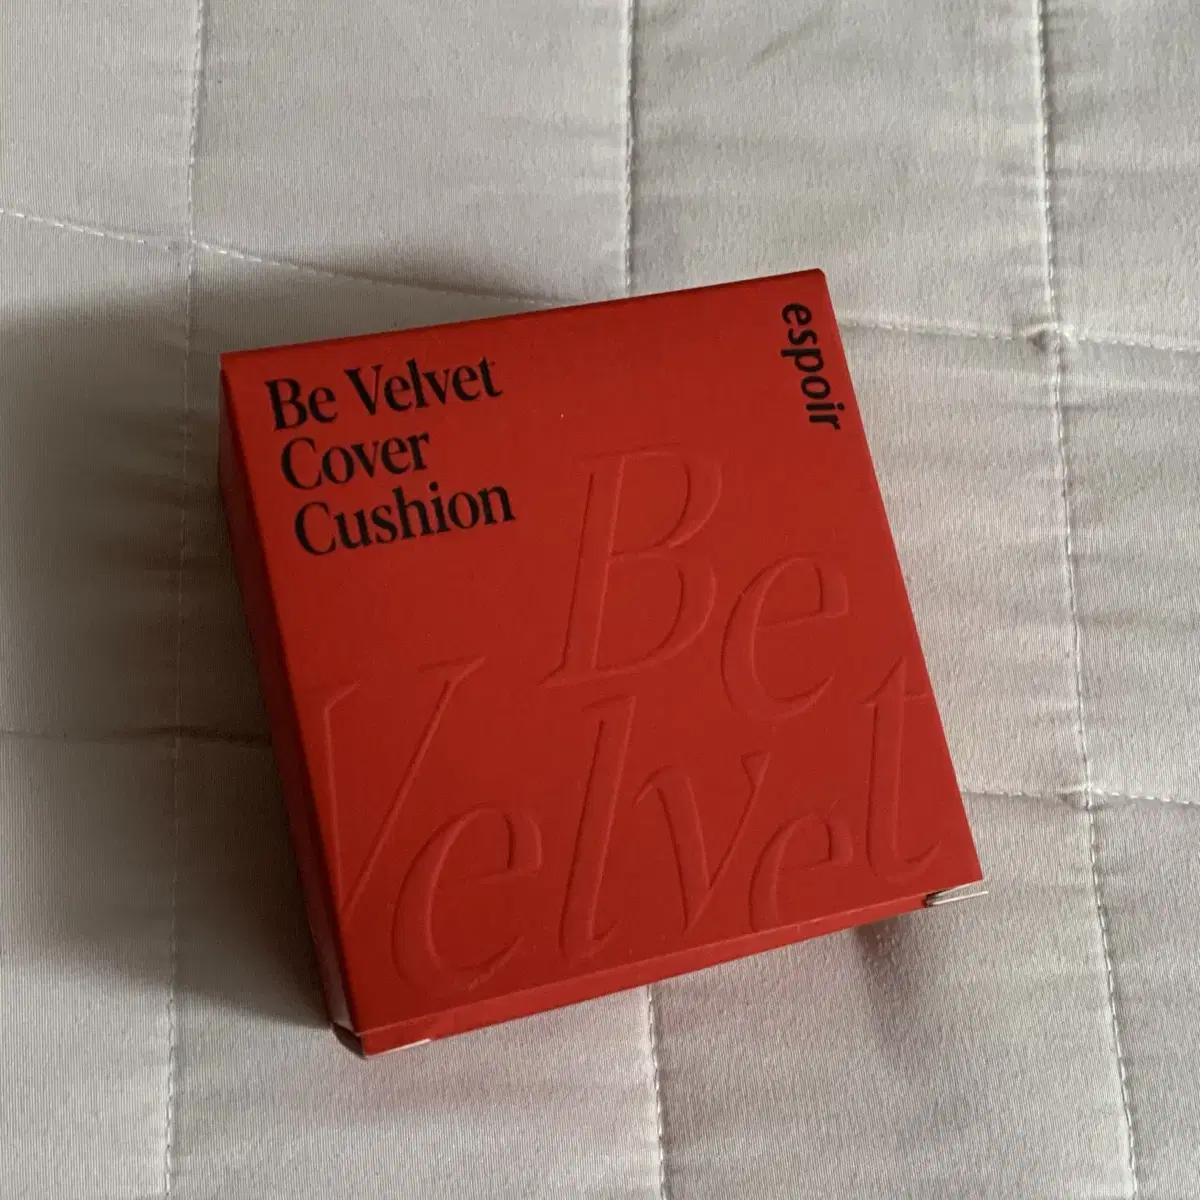 Be Velvet
Cover
Cushion
espoir
Be
Velvet